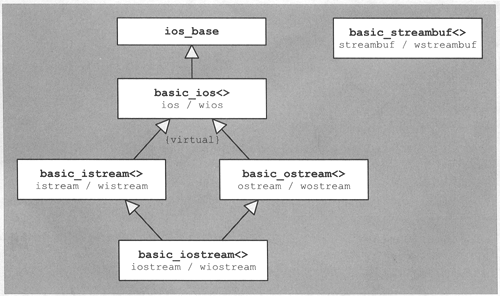 ios_base
basic_streambuf<>
streambuf / wstreambuf
basic_ios<>
ios / wios
(virtual)
basic_istream<>
istream / wistream
basic_ostream<>
ostream / wostream
basic_iostream<>
iostream / wiostream